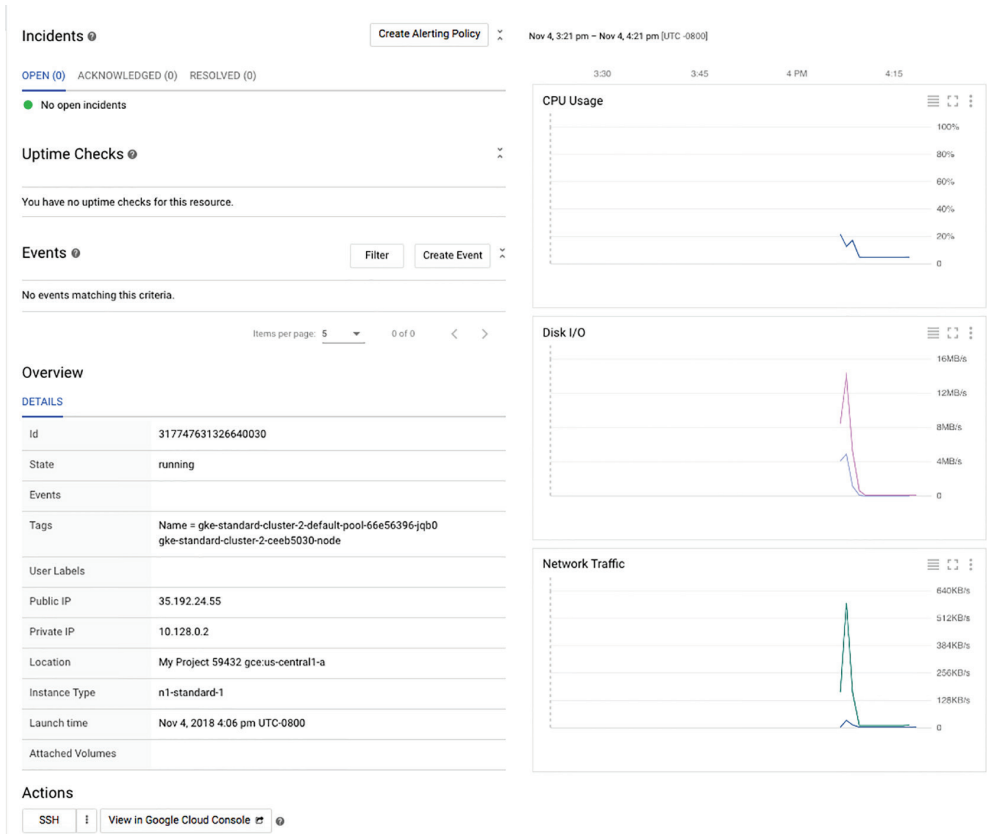 Incidents
Create Alerting Policy
OPEN (0) ACKNOWLEDGED (0) RESOLVED (0)
No open incidents
Uptime Checks
You have no uptime checks for this resource.
Events
Filter Create Event
No events matching this criteria.
Items per page: 5 0 of 0
Overview
DETAILS
Id 317747631326640030
State running
Events
Tags Name = gke-standard-cluster-2-default-pool-66e56396-jqb0
gke-standard-cluster-2-ceeb5030-node
User Labels
Public IP 35.192.24.55
Private IP 10.128.0.2
Location My Project 59432 gce:us-central1-a
Instance Type n1-standard-1
Launch time Nov 4, 2018 4:06 pm UTC-0800
Attached Volumes
Actions
SSH View in Google Cloud Console
Nov 4, 3:21 pm – Nov 4, 4:21 pm [UTC -0800]
3:30 3:45 4 PM 4:15
CPU Usage
100%
80%
60%
40%
20%
0
Disk I/O
16MB/s
12MB/s
8MB/s
4MB/s
0
Network Traffic
640KB/s
512KB/s
384KB/s
256KB/s
128KB/s
0